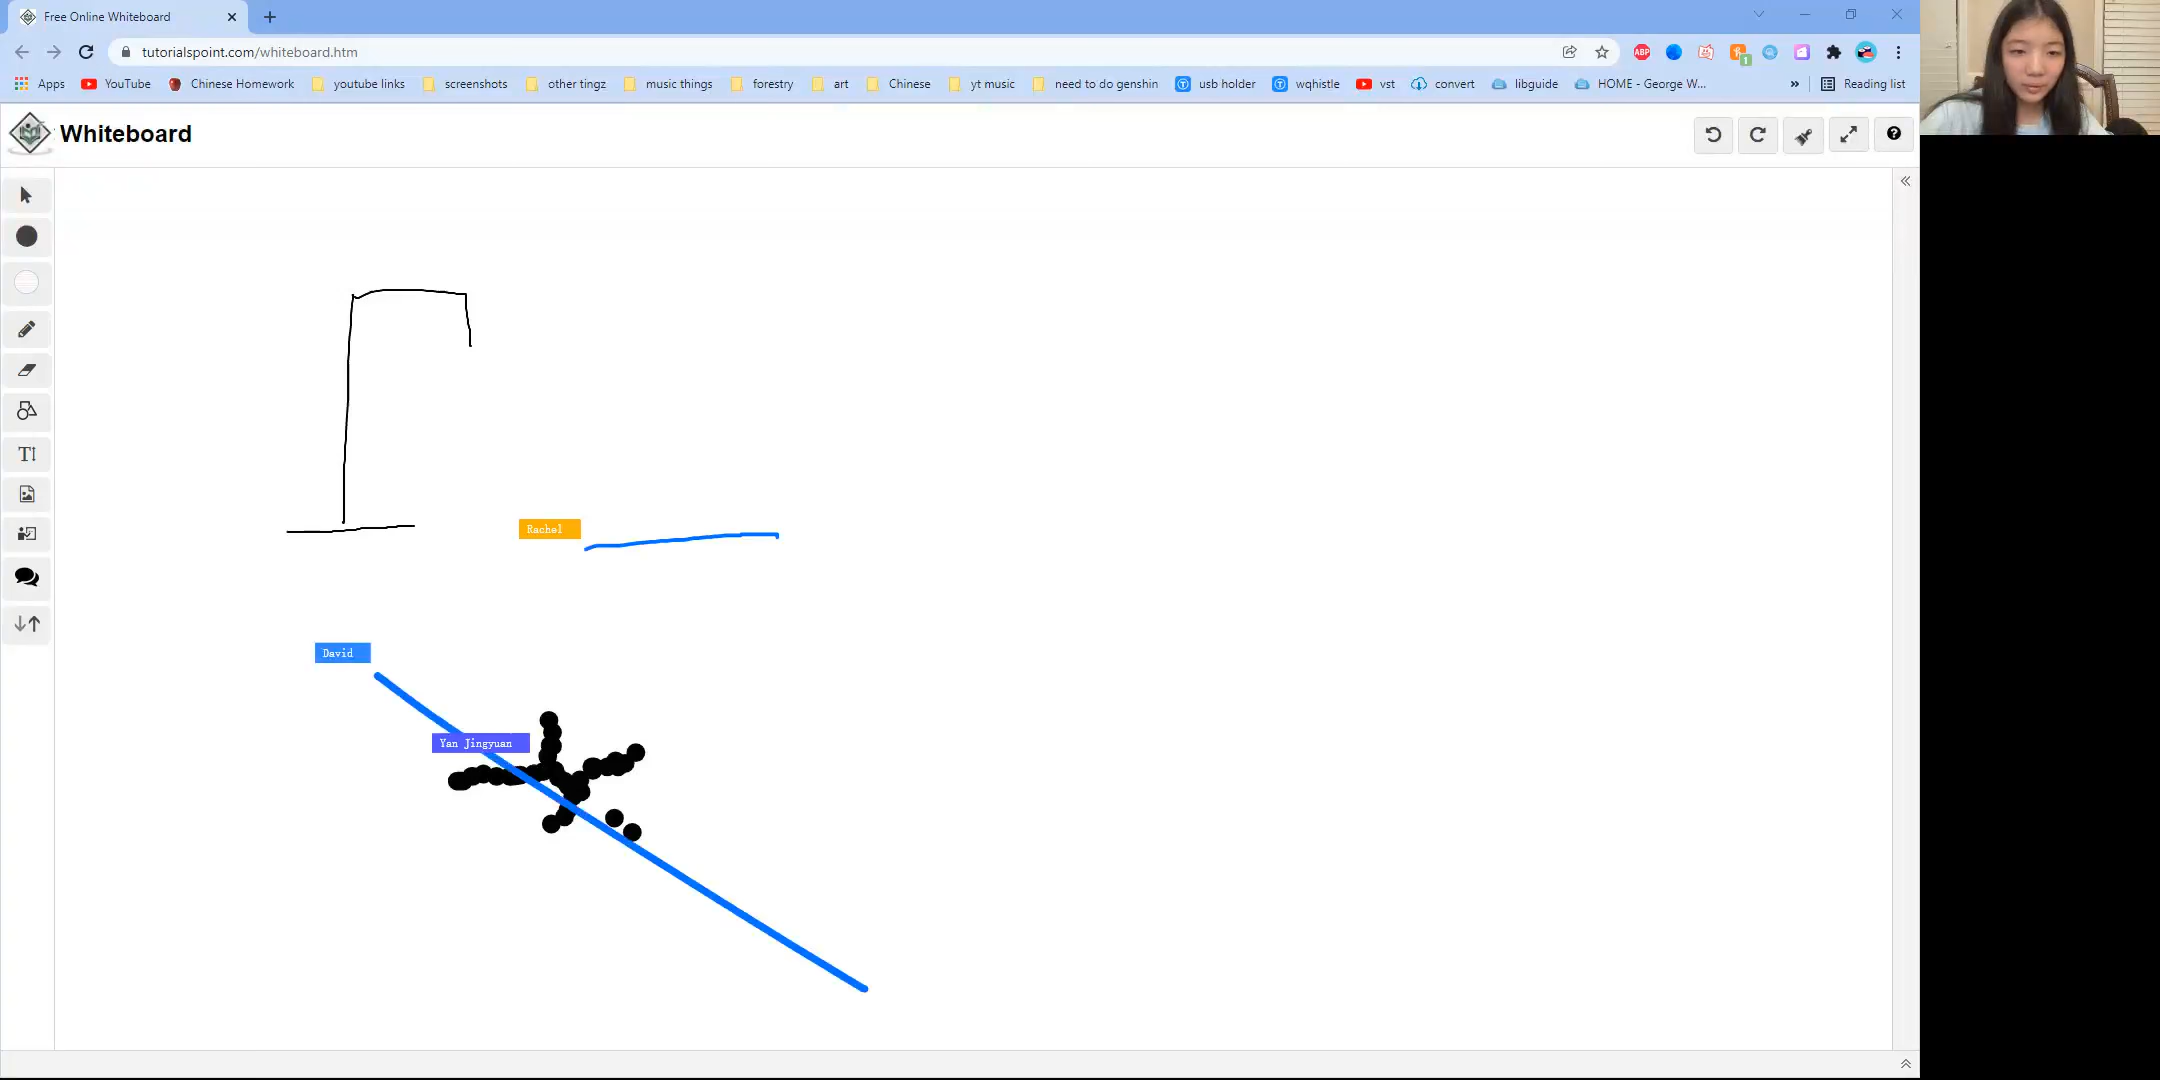 Free Online Whiteboard
tutorialspoint.com/whiteboard.htm
ABP
1
Apps YouTube Chinese Homework youtube links screenshots other tingz music things forestry art Chinese yt music need to do genshin usb holder wqhistle vst convert libguide HOME - George W... » Reading list
Whiteboard
T
Rachel
David
Yan Jingyuan